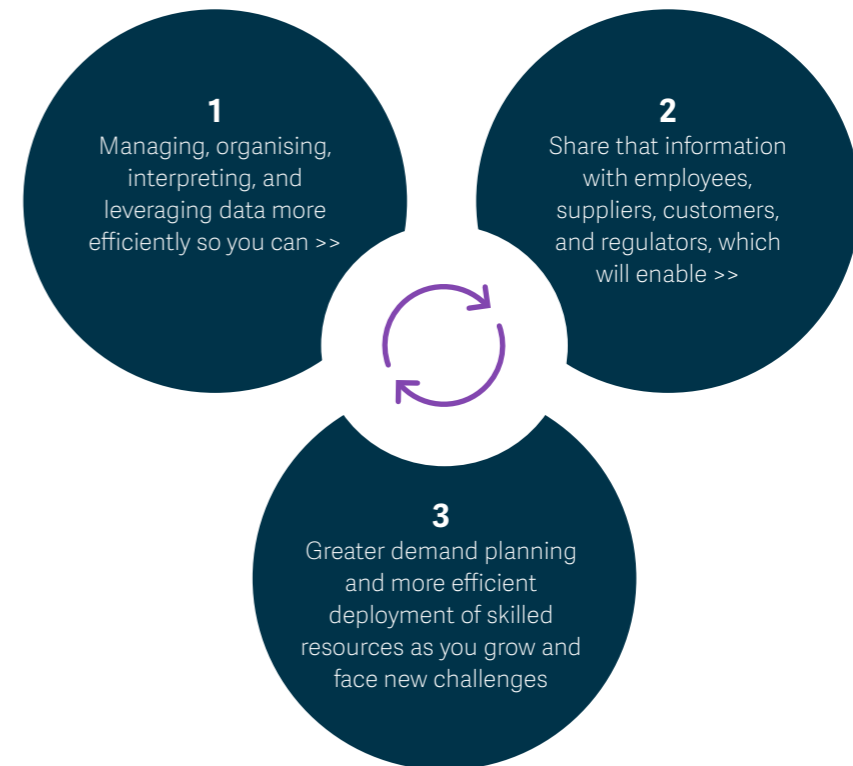 1
Managing, organising,
interpreting, and
leveraging data more
efficiently so you can >>
2
Share that information
with employees,
suppliers, customers,
and regulators, which
will enable >>
3
Greater demand planning
and more efficient
deployment of skilled
resources as you grow and
face new challenges